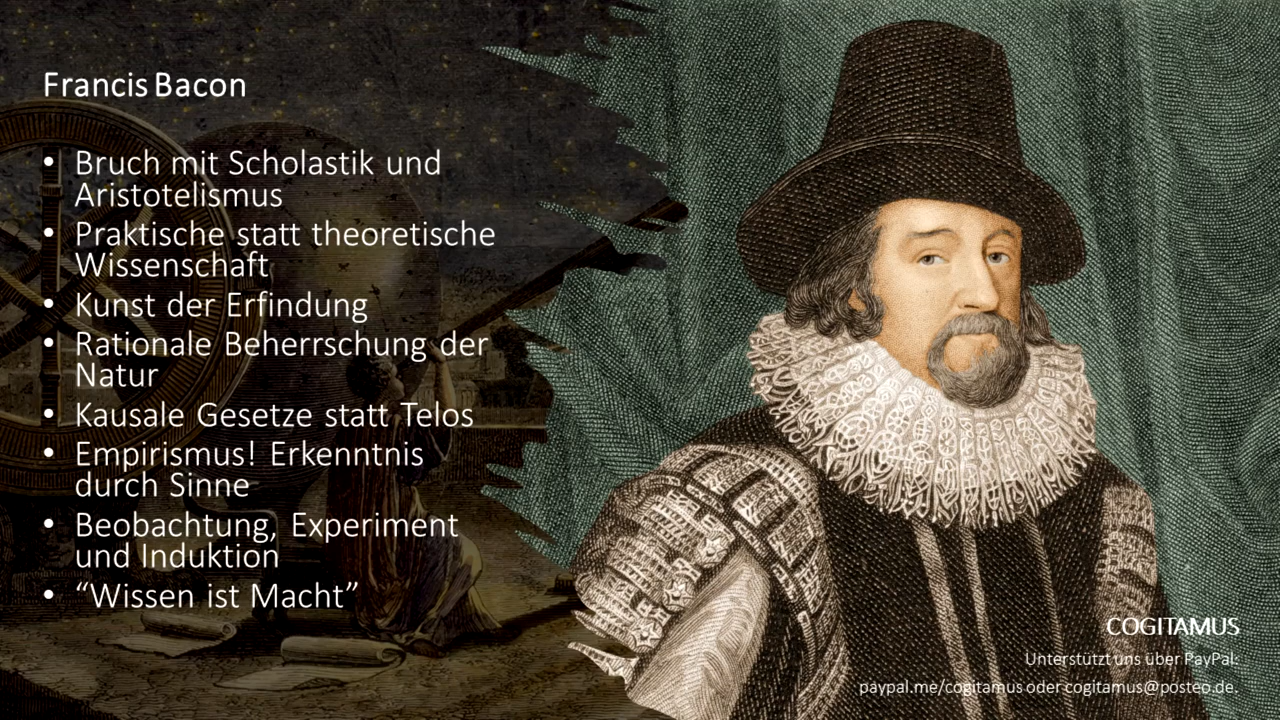 Francis Bacon
• Bruch mit Scholastik und
Aristotelismus
• Praktische statt theoretische
Wissenschaft
• Kunst der Erfindung
• Rationale Beherrschung der
Natur
• Kausale Gesetze statt Telos
• Empirismus! Erkenntnis
durch Sinne
• Beobachtung, Experiment
und Induktion
• “Wissen ist Macht”
COGITAMUS
Unterstützt uns über PayPal:
paypal.me/cogitamus oder cogitamus@posteo.de.